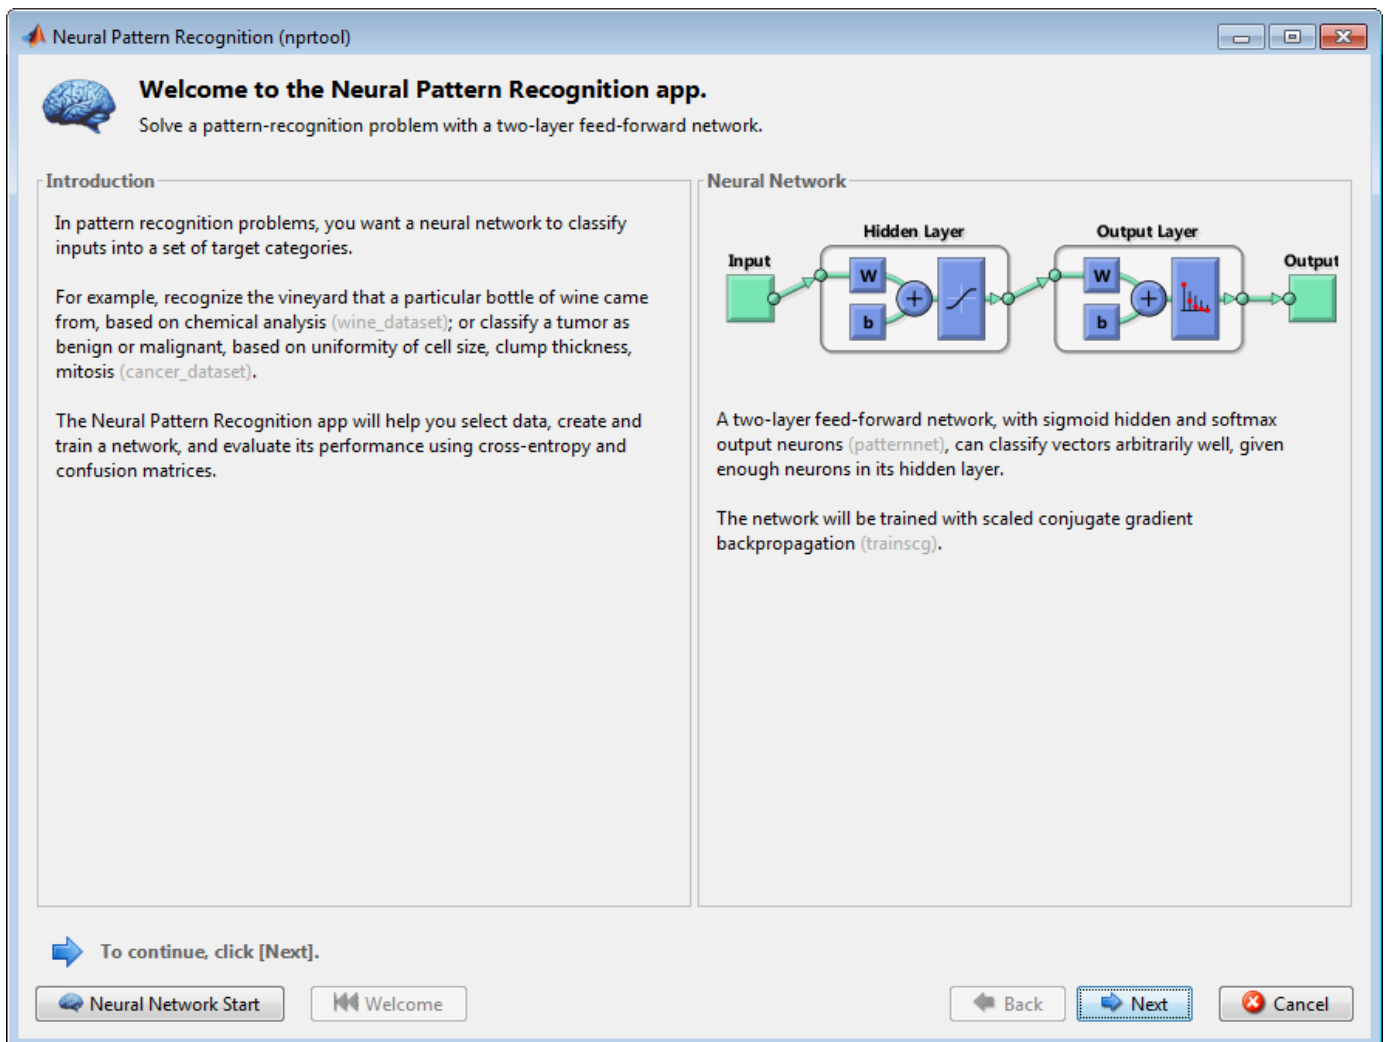 Neural Pattern Recognition (nprtool)
Welcome to the Neural Pattern Recognition app.
Solve a pattern-recognition problem with a two-layer feed-forward network.
Introduction
In pattern recognition problems, you want a neural network to classify
inputs into a set of target categories.
For example, recognize the vineyard that a particular bottle of wine came
from, based on chemical analysis (wine_dataset); or classify a tumor as
benign or malignant, based on uniformity of cell size, clump thickness,
mitosis (cancer_dataset).
The Neural Pattern Recognition app will help you select data, create and
train a network, and evaluate its performance using cross-entropy and
confusion matrices.
Neural Network
Hidden Layer
Output Layer
Input
Output
W
b
+
W
b
+
A two-layer feed-forward network, with sigmoid hidden and softmax
output neurons (patternnet), can classify vectors arbitrarily well, given
enough neurons in its hidden layer.
The network will be trained with scaled conjugate gradient
backpropagation (trainscg).
To continue, click [Next].
Neural Network Start
Welcome
Back
Next
Cancel